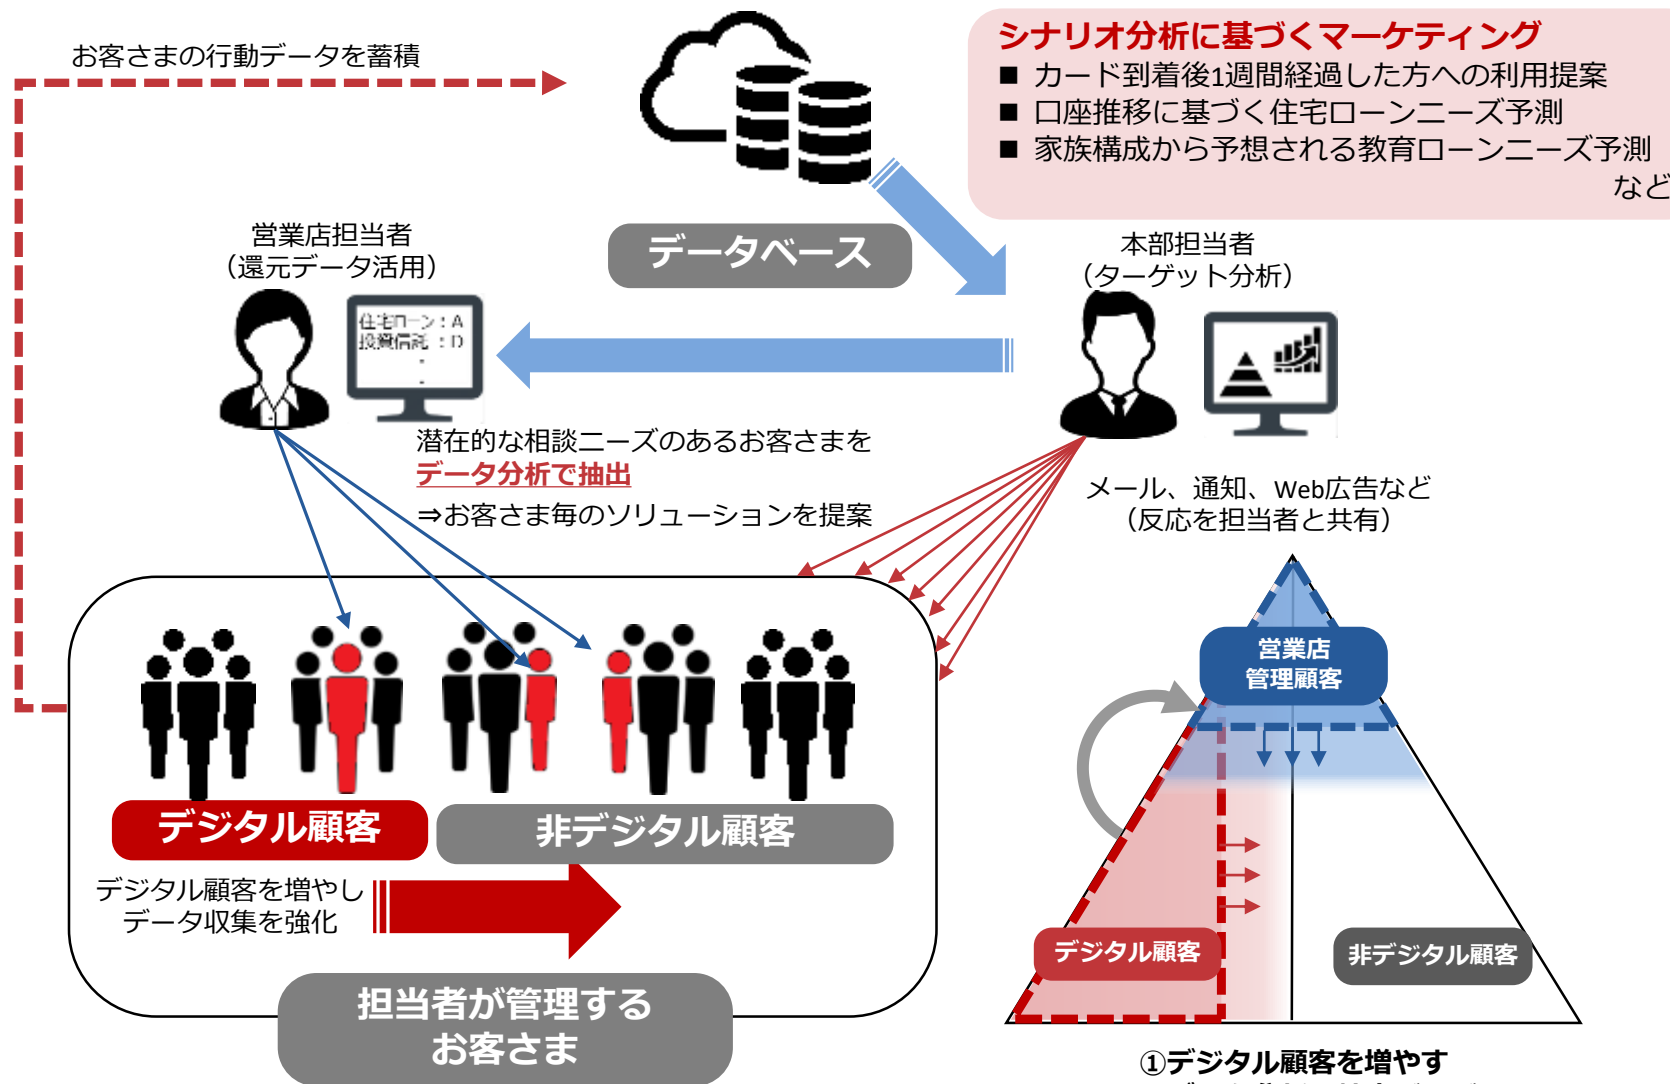 お客さまの行動データを蓄積
シナリオ分析に基づくマーケティング
■ カード到着後1週間経過した方への利用提案
■ 口座推移に基づく住宅ローンニーズ予測
■ 家族構成から予想される教育ローンニーズ予測
など
データベース
営業店担当者
（還元データ活用）
住宅ローン：A
投資信託 ：D
本部担当者
（ターゲット分析）
潜在的な相談ニーズのあるお客さまを
データ分析で抽出
⇒お客さま毎のソリューションを提案
メール、通知、Web広告など
（反応を担当者と共有）
デジタル顧客
非デジタル顧客
デジタル顧客を増やし
データ収集を強化
担当者が管理する
お客さま
営業店
管理顧客
デジタル顧客
非デジタル顧客
①デジタル顧客を増やす